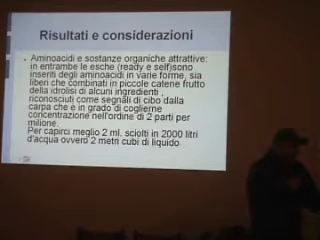 Risultati e considerazioni
Aminoacidi e sostanze organiche attrattive:
in entrambe le esche (ready e self)sono
inseriti degli aminoacidi in varie forme, sia
liberi che combinati in piccole catene frutto
della idrolisi di alcuni ingredienti ,
riconosciuti come segnali di cibo dalla
carpa che è in grado di coglierne
concentrazione nell'ordine di 2 parti per
milione.
Per capirci meglio 2 ml. sciolti in 2000 litri
d'acqua ovvero 2 metri cubi di liquido